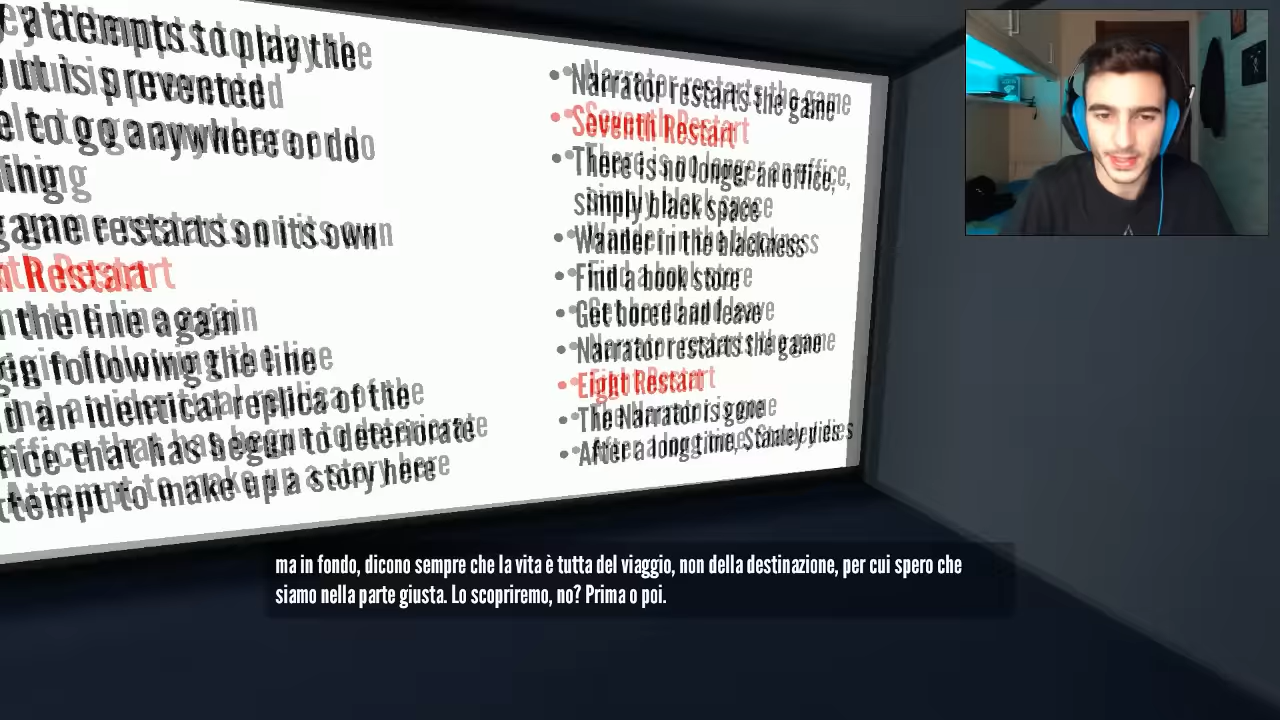 attempts to play the
but is prevented
e to go anywhere or do
thing
game restarts on its own
Restart
the line again
in following the line
d an identical replica of the
fice that has begun to deteriorate
ttempt to make up a story here
• Narrator restarts the game
• Seventh Restart
• There is no longer an office,
simply black space
• Wander in the blackness
• Find a book store
• Get bored and leave
• Narrator restarts the game
• Eight Restart
• The Narrator is gone
• After a long time, Stanley dies
ma in fondo, dicono sempre che la vita è tutta del viaggio, non della destinazione, per cui spero che
siamo nella parte giusta. Lo scopriremo, no? Prima o poi.